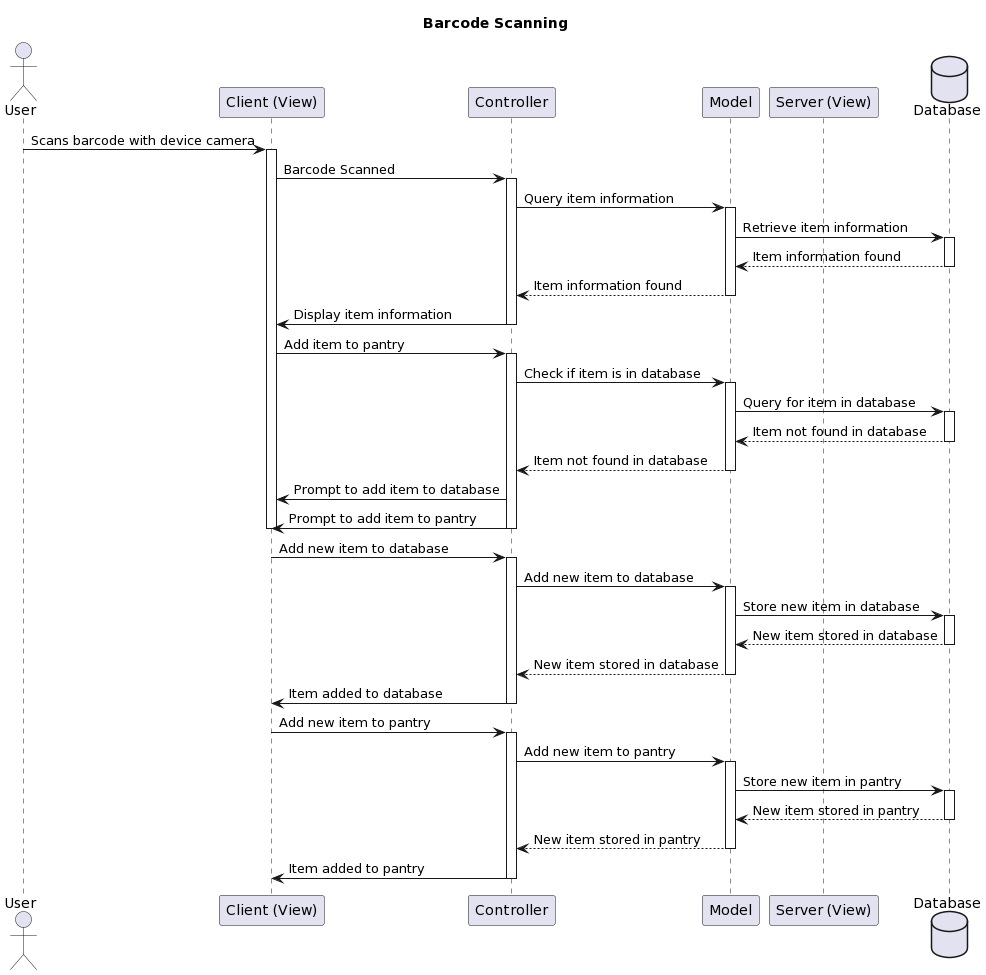 Barcode Scanning
User
Client (View)
Controller
Model
Server (View)
Database
Scans barcode with device camera
Barcode Scanned
Query item information
Retrieve item information
Item information found
Item information found
Display item information
Add item to pantry
Check if item is in database
Query for item in database
Item not found in database
Item not found in database
Prompt to add item to database
Prompt to add item to pantry
Add new item to database
Add new item to database
Store new item in database
New item stored in database
New item stored in database
Item added to database
Add new item to pantry
Add new item to pantry
Store new item in pantry
New item stored in pantry
New item stored in pantry
Item added to pantry
User
Client (View)
Controller
Model
Server (View)
Database